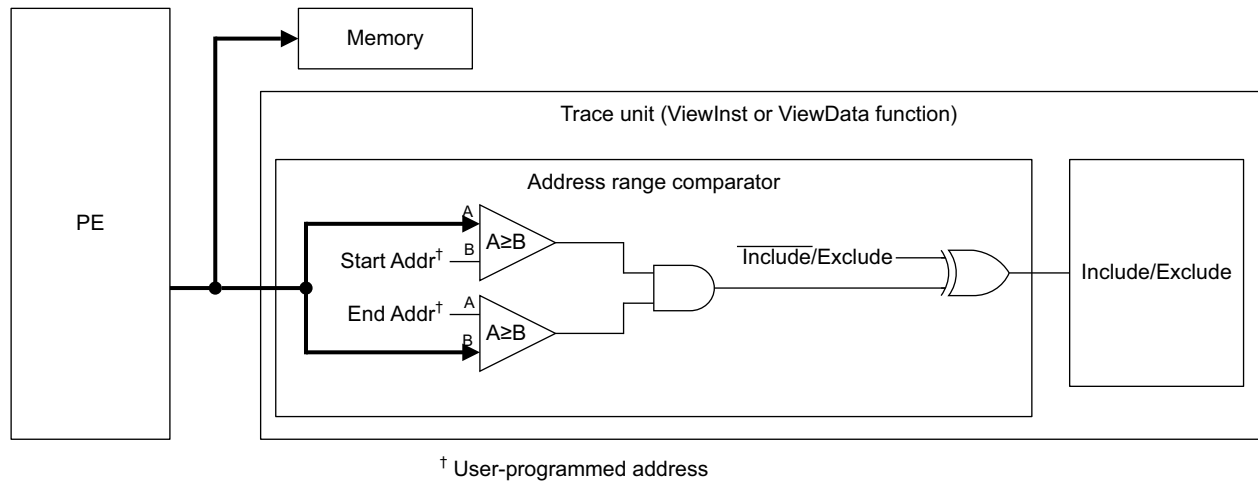 Memory
Trace unit (ViewInst or ViewData function)
Address range comparator
PE
A
A≥B
Start Addr†
B
Include/Exclude
Include/Exclude
End Addr†
A
A≥B
B
† User-programmed address